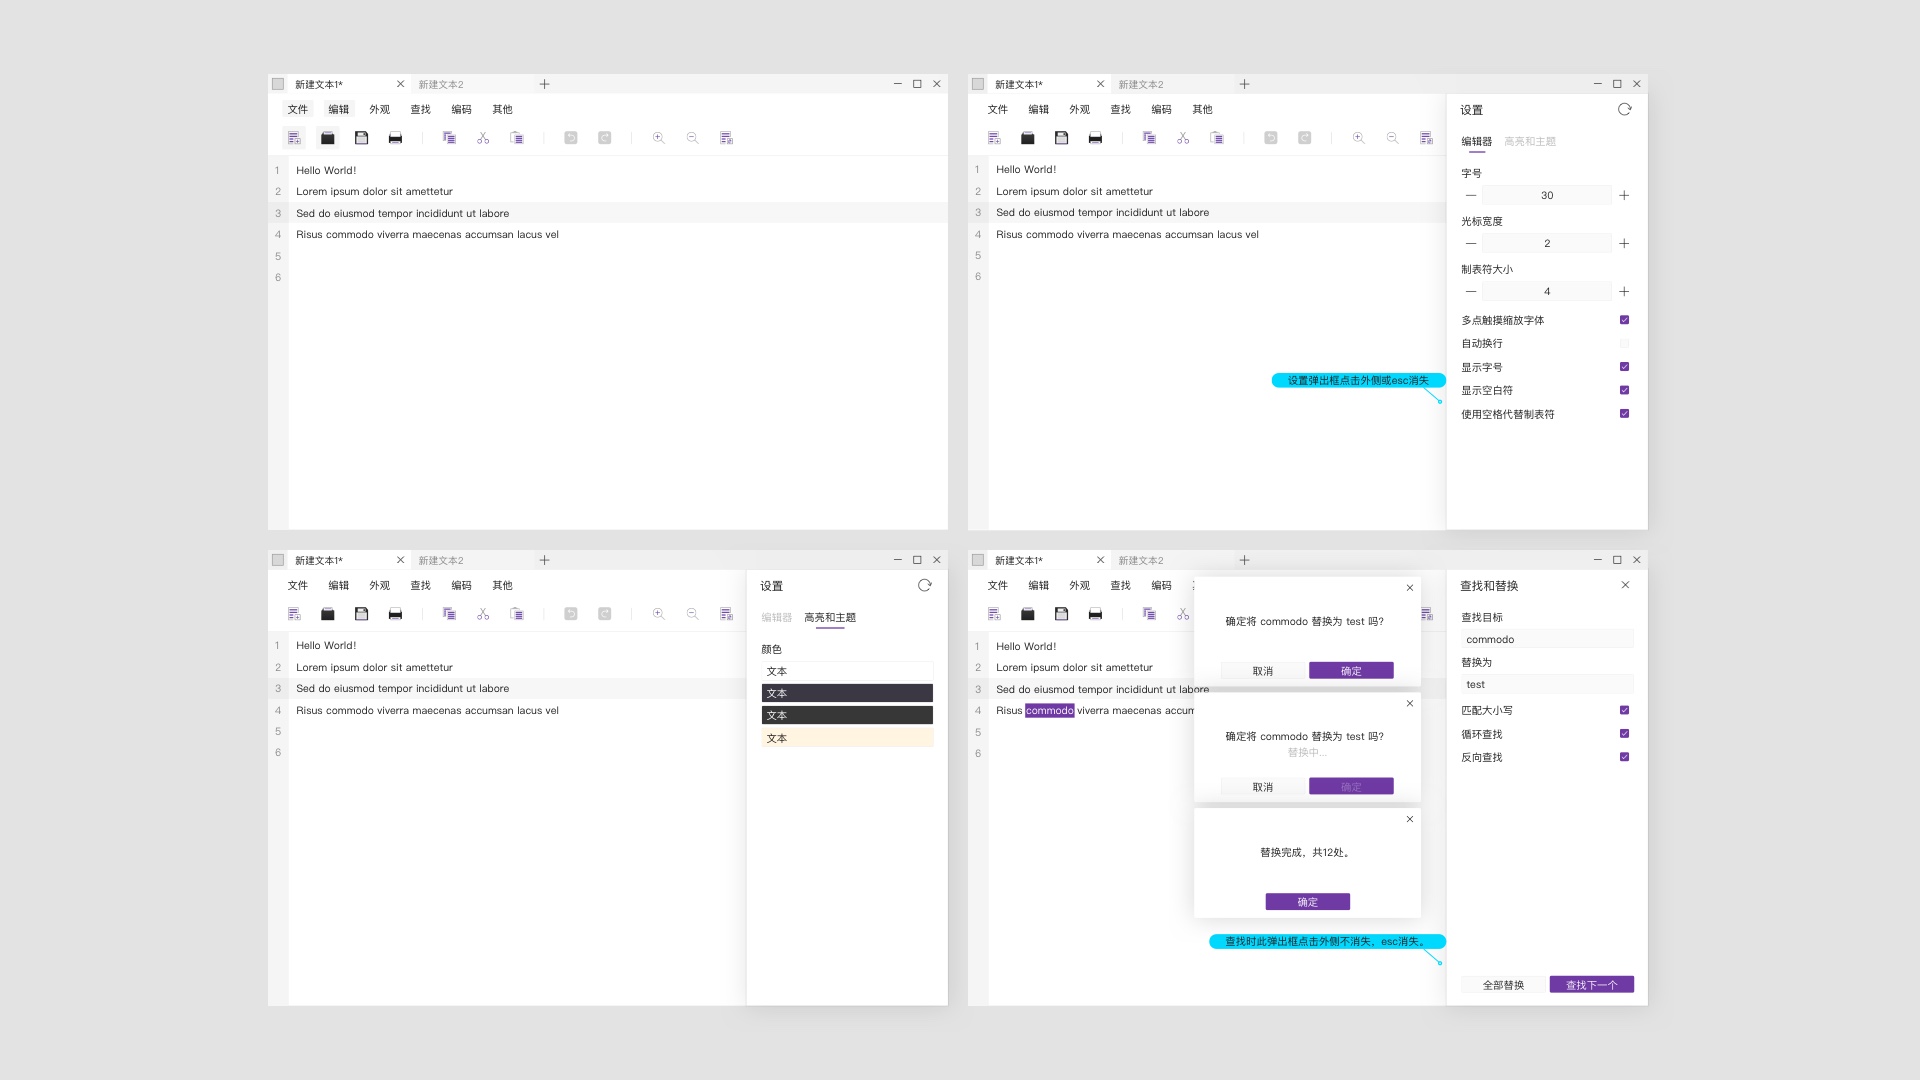 新建文本1* 新建文本2
文件 编辑 外观 查找 编码 其他
1 Hello World!
2 Lorem ipsum dolor sit amettetur
3 Sed do eiusmod tempor incididunt ut labore
4 Risus commodo viverra maecenas accumsan lacus vel
5
6
新建文本1* 新建文本2
文件 编辑 外观 查找 编码 其他
1 Hello World!
2 Lorem ipsum dolor sit amettetur
3 Sed do eiusmod tempor incididunt ut labore
4 Risus commodo viverra maecenas accumsan lacus vel
5
6
设置弹出框点击外侧或esc消失
设置
编辑器 高亮和主题
字号
30
光标宽度
2
制表符大小
4
多点触摸缩放字体
自动换行
显示字号
显示空白符
使用空格代替制表符
新建文本1* 新建文本2
文件 编辑 外观 查找 编码 其他
1 Hello World!
2 Lorem ipsum dolor sit amettetur
3 Sed do eiusmod tempor incididunt ut labore
4 Risus commodo viverra maecenas accumsan lacus vel
5
6
设置
编辑器 高亮和主题
颜色
文本
文本
文本
文本
新建文本1* 新建文本2
文件 编辑 外观 查找 编码
1 Hello World!
2 Lorem ipsum dolor sit amettetur
3 Sed do eiusmod tempor incididunt ut labore
4 Risus commodo viverra maecenas accum
5
6
确定将 commodo 替换为 test 吗?
取消 确定
确定将 commodo 替换为 test 吗?
替换中...
取消 确定
替换完成，共12处。
确定
查找时此弹出框点击外侧不消失，esc消失。
查找和替换
查找目标
commodo
替换为
test
匹配大小写
循环查找
反向查找
全部替换 查找下一个